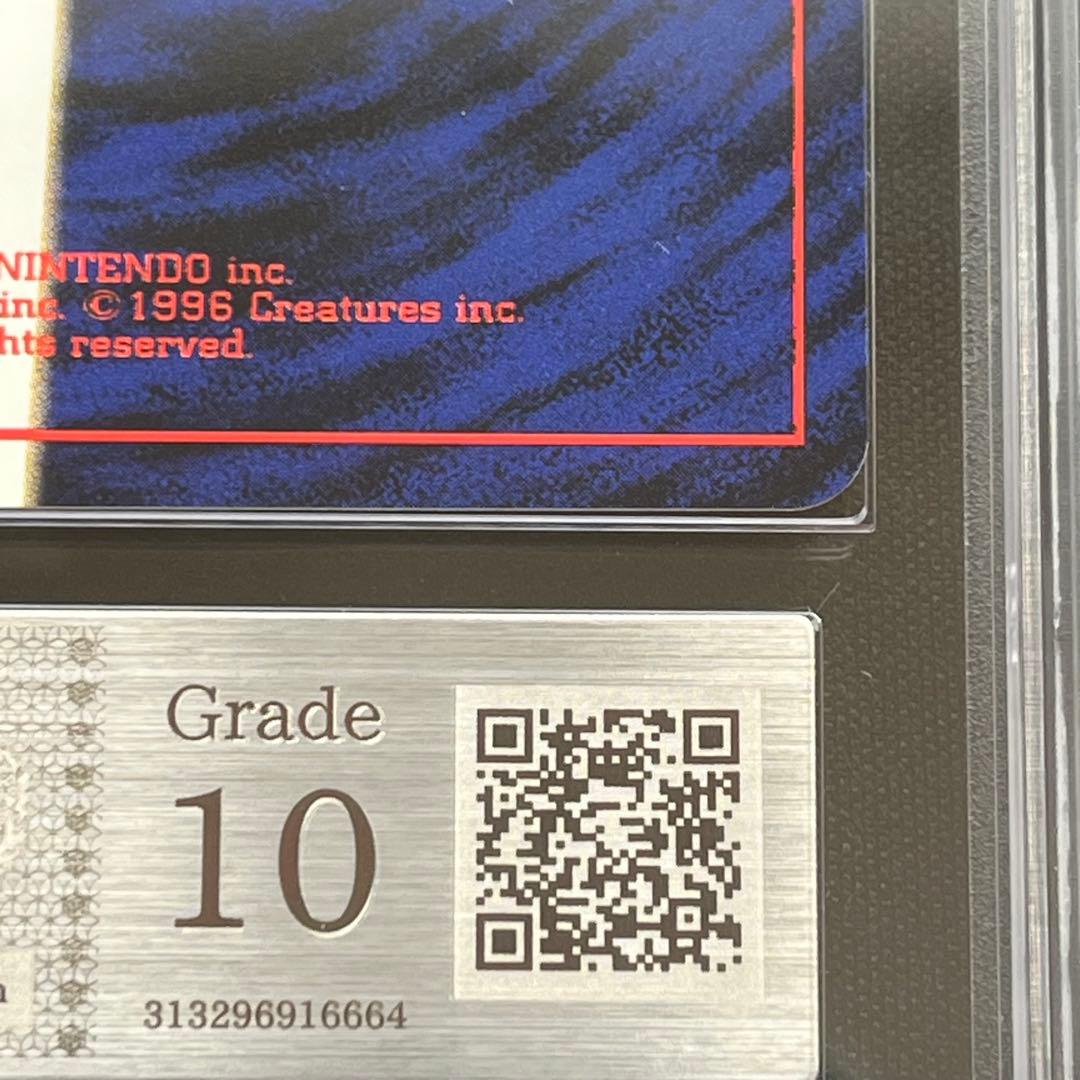 NINTENDO inc.
inc. © 1996 Creatures inc.
hts reserved.
Grade
10
313296916664
n